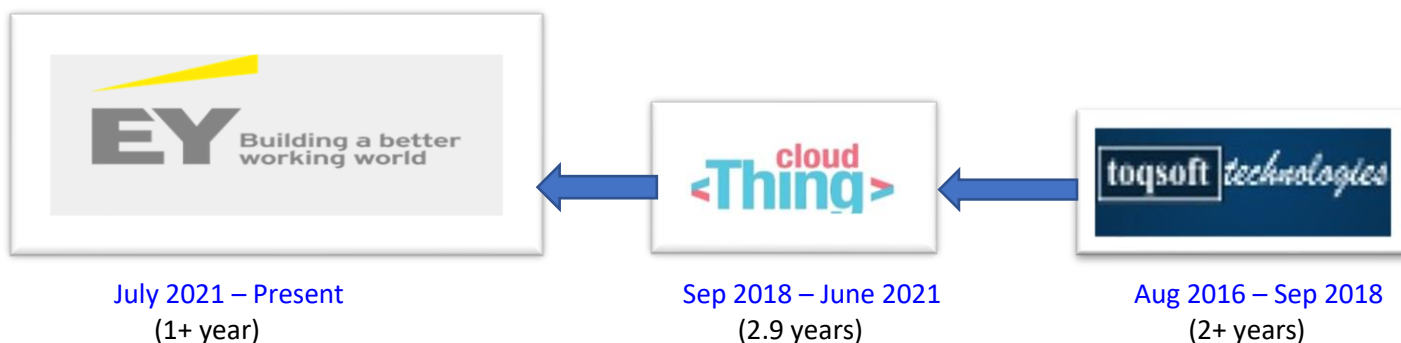 EY
Building a better
working world
cloud
<Thing>
toqsoft technologies
July 2021 – Present
(1+ year)
Sep 2018 – June 2021
(2.9 years)
Aug 2016 – Sep 2018
(2+ years)